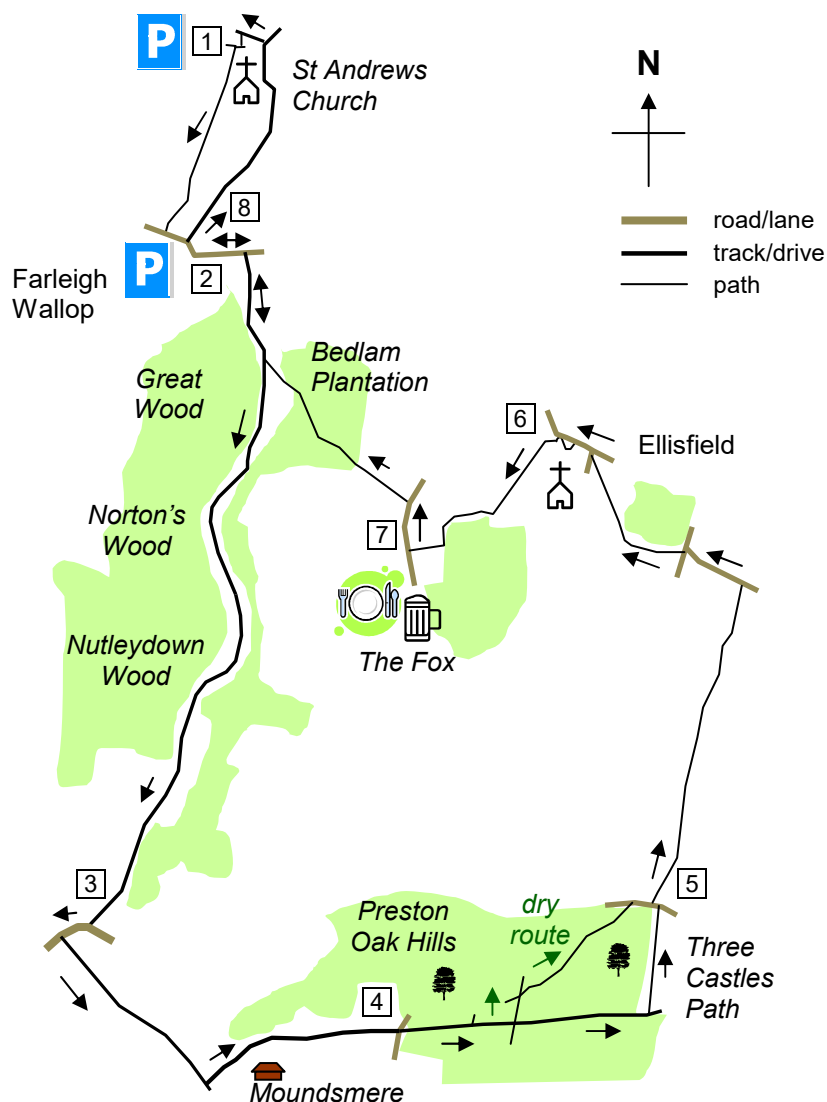 P
1
St Andrews
Church
N
road/lane
track/drive
path
8
P
2
Farleigh
Wallop
Bedlam
Plantation
Great
Wood
6
Ellisfield
Norton's
Wood
7
Nutleydown
Wood
The Fox
3
5
Preston
Oak Hills
dry
route
Three
Castles
Path
4
Moundsmere